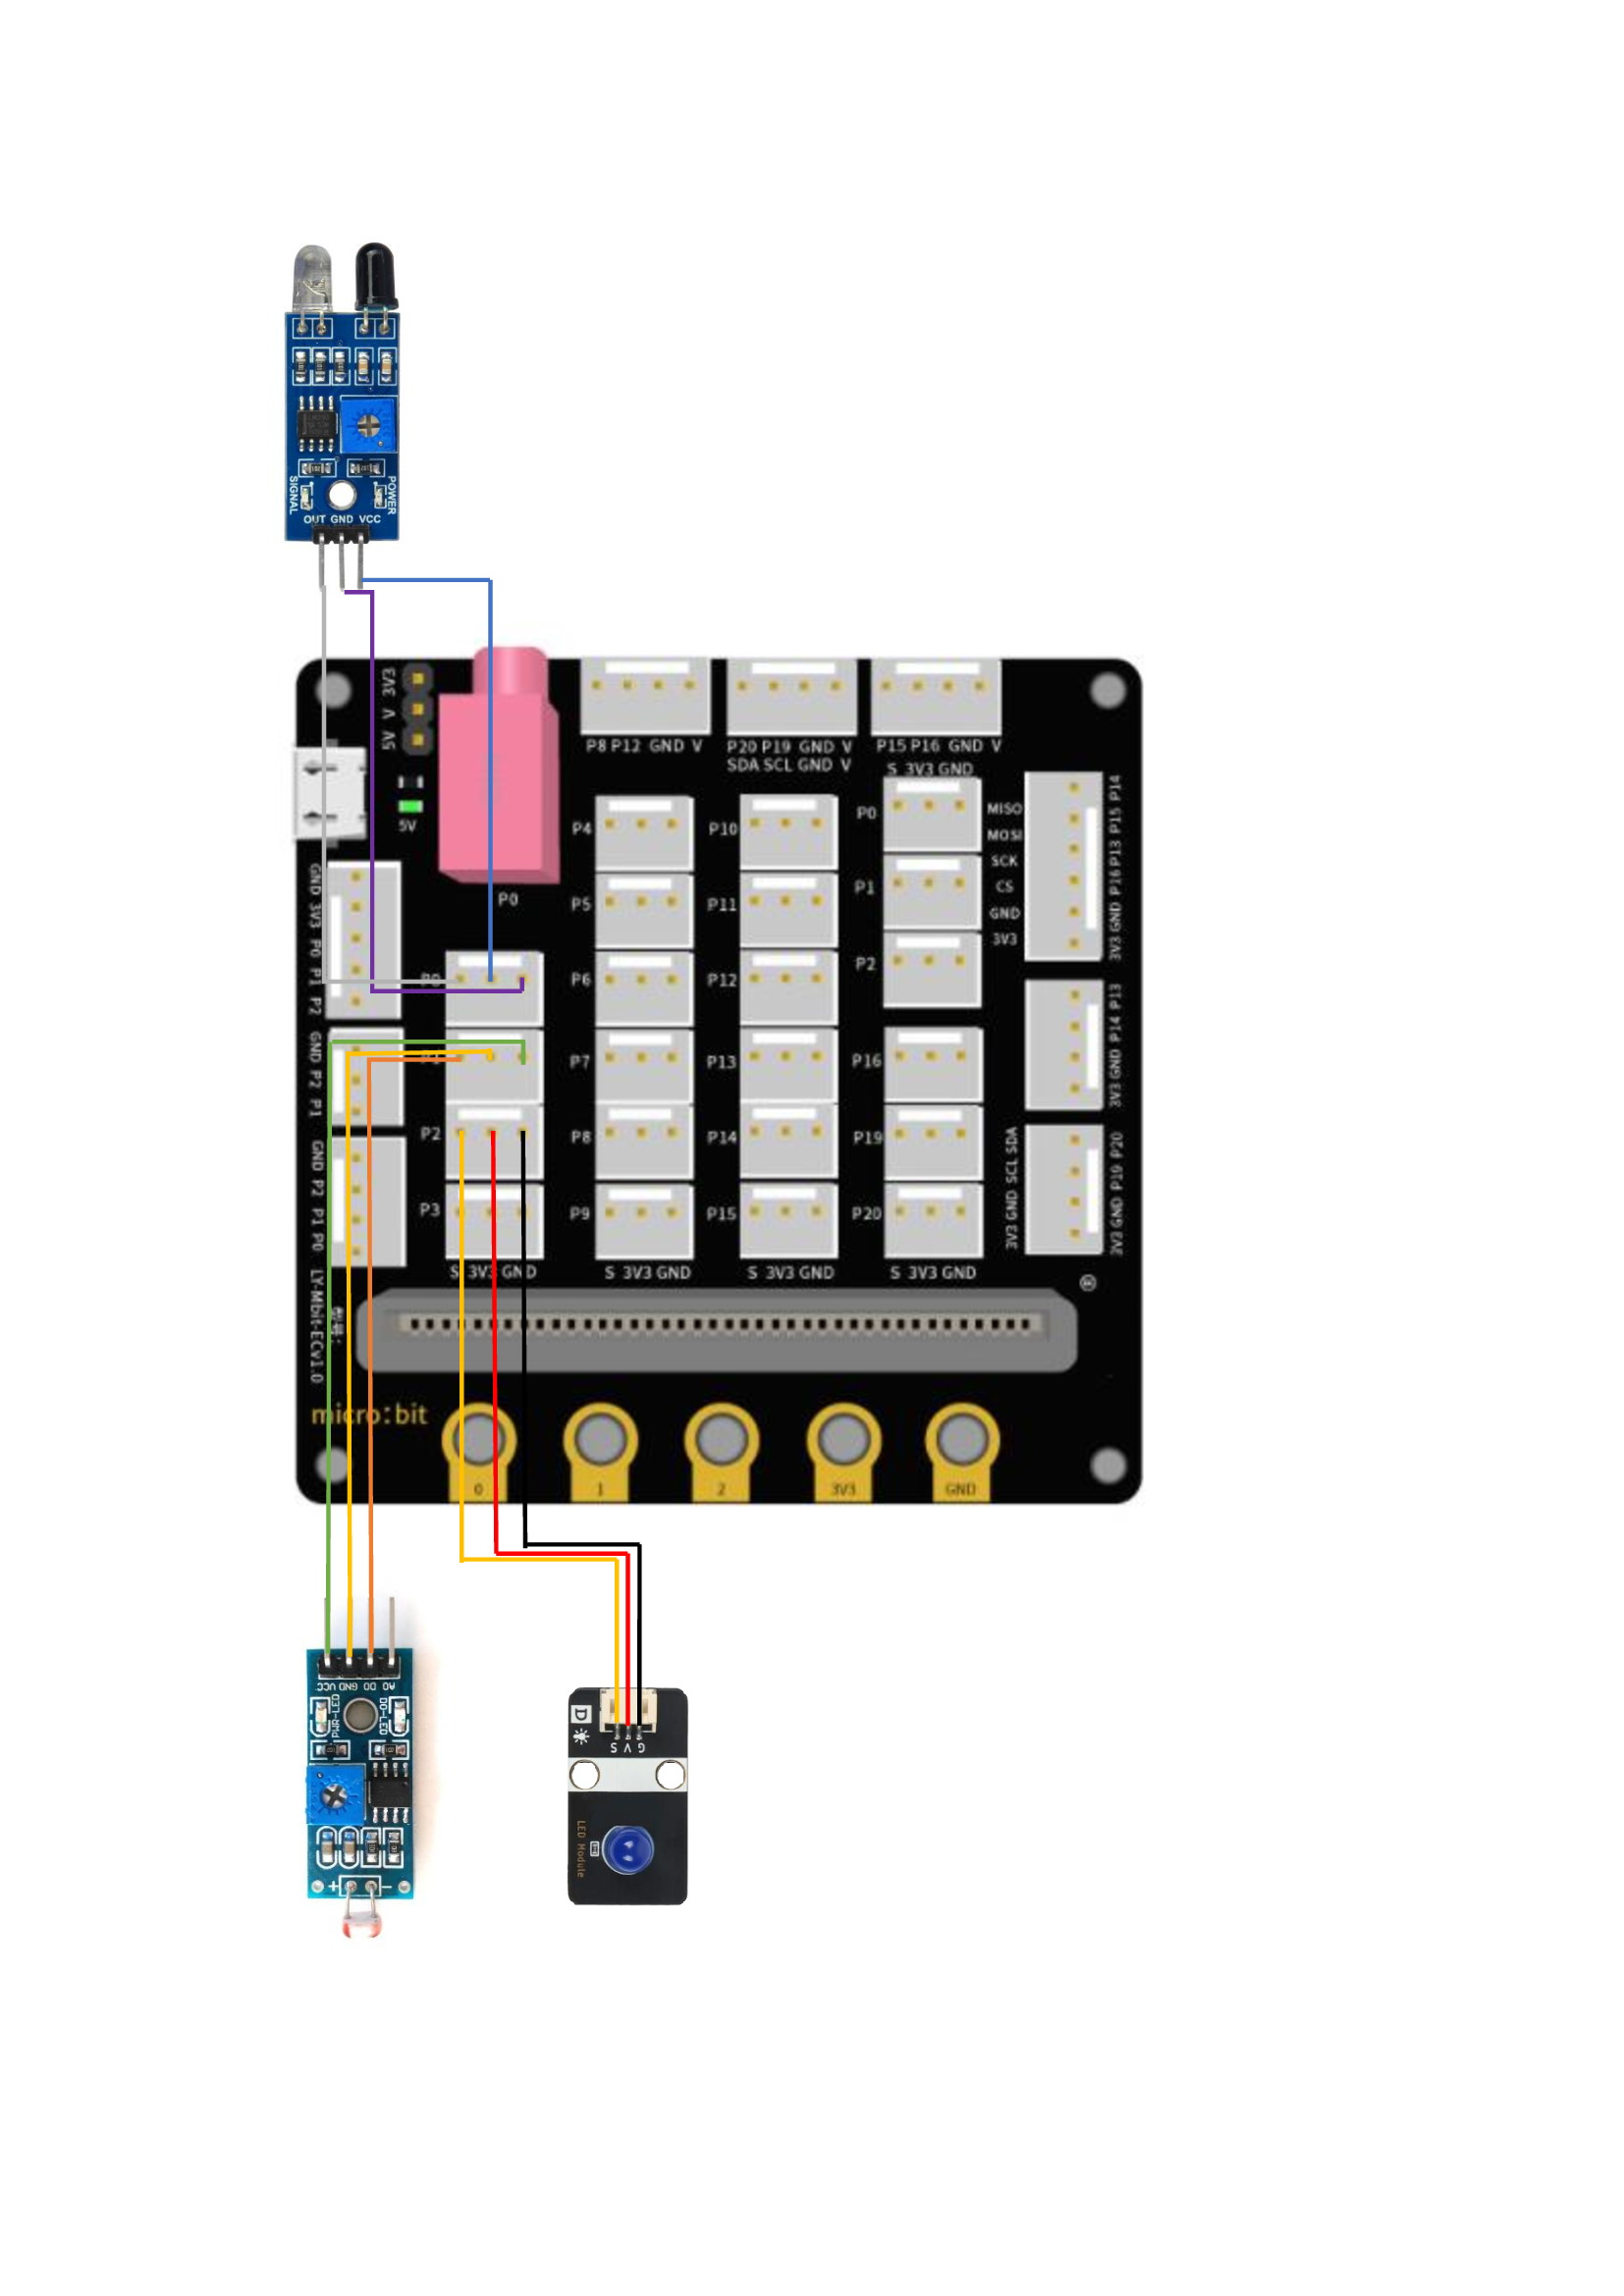 SIGNAL
POWER
OUT GND VCC
3V3
V
5V
5V
P0
P8 P12 GND V
P20 P19 GND V
SDA SCL GND V
P15 P16 GND V
S 3V3 GND
GND 3V3 P0 P1 P2
GND P2 P1
GND P2 P1 P0
P2
P3
S 3V3 GND
P4
P5
P6
P7
P8
P9
S 3V3 GND
P10
P11
P12
P13
P14
P15
S 3V3 GND
P0
P1
P2
P16
P19
P20
S 3V3 GND
MISO
MOSI
SCK
CS
GND
3V3
3V3 GND P16 P13 P15 P14
3V3 GND P14 P13
3V3 GND SCL SDA
3V3 GND P19 P20
LY-Mbit-ECv1.0
micro:bit
0
1
2
3V3
GND
VCC GND DO AO
PWR-LED
DO-LED
+ -
D
S V G
LED Module